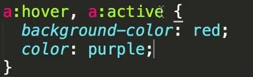 a:hover, a:active {
background-color: red;
color: purple;
}